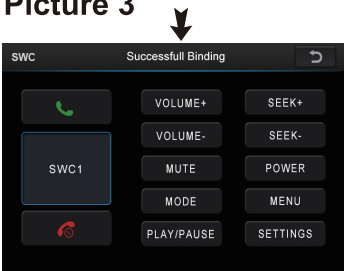 Picture 3
SWC Successfull Binding
VOLUME+ SEEK+
VOLUME- SEEK-
SWC1 MUTE POWER
MODE MENU
PLAY/PAUSE SETTINGS